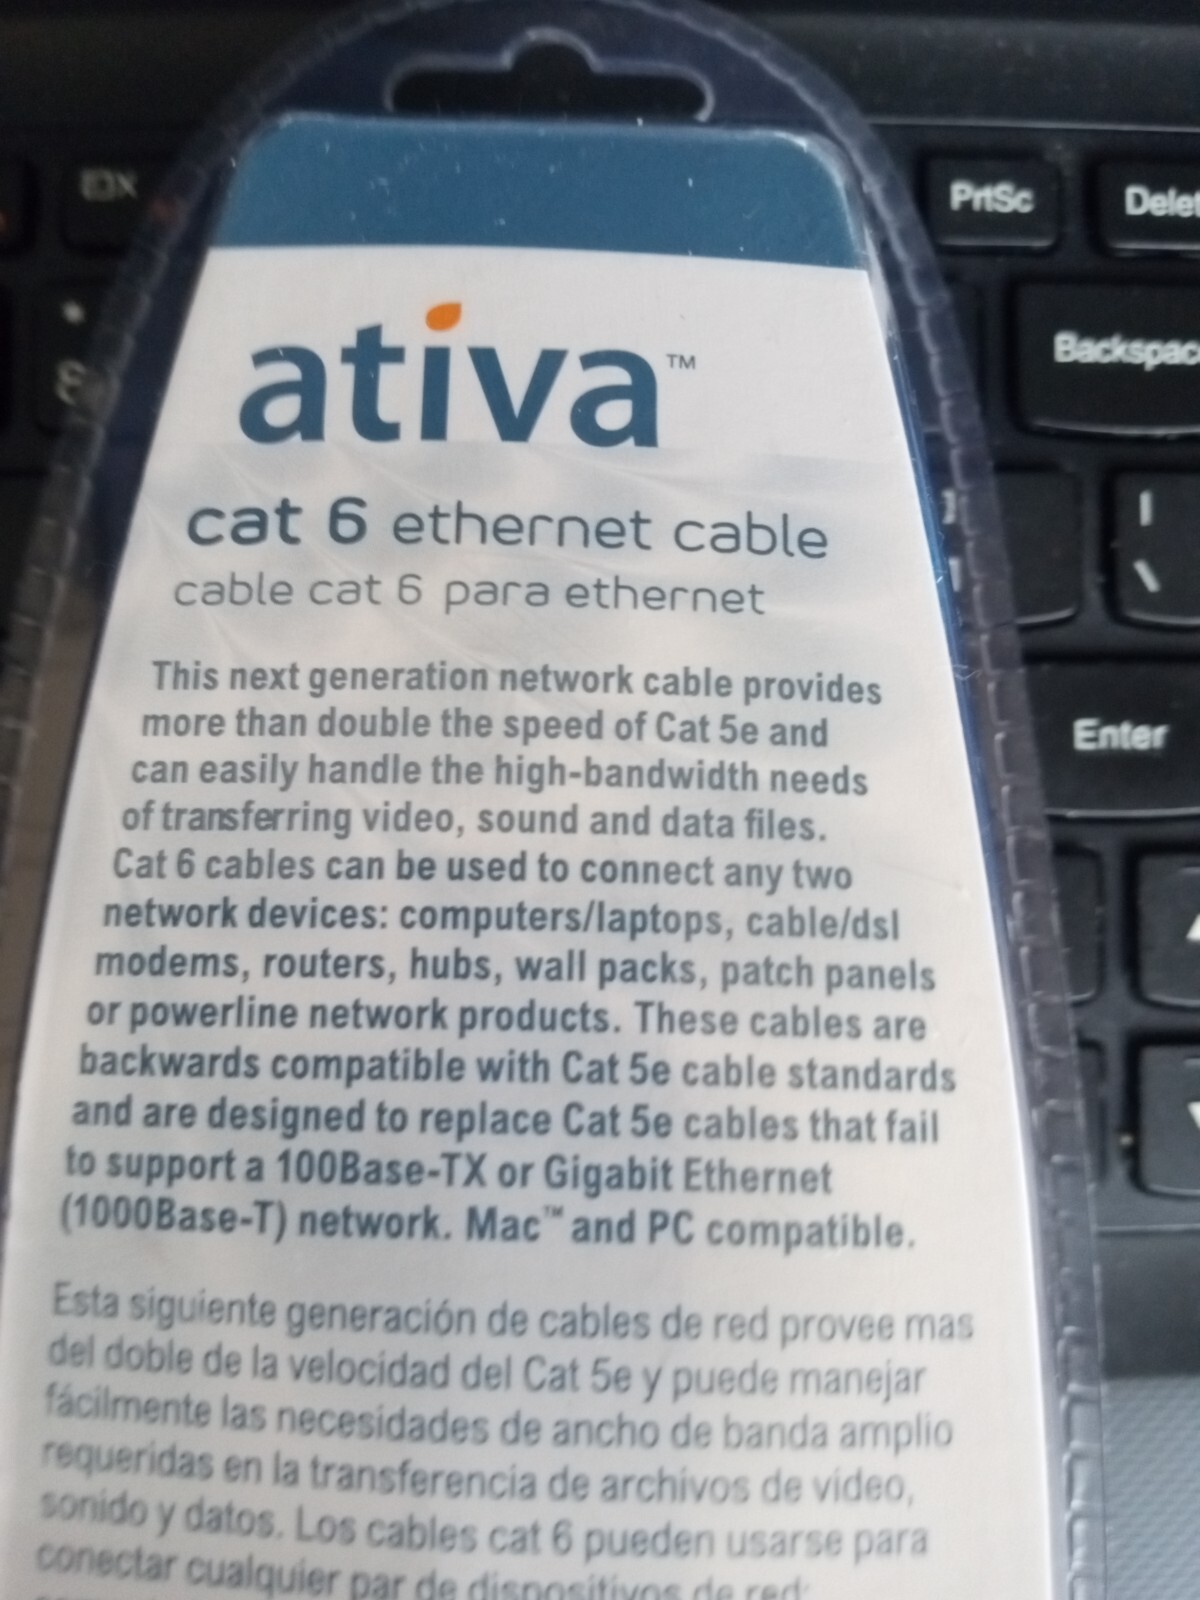 PrtSc
Delet
Backspac
8
Enter
ativa™
cat 6 ethernet cable
cable cat 6 para ethernet
This next generation network cable provides
more than double the speed of Cat 5e and
can easily handle the high-bandwidth needs
of transferring video, sound and data files.
Cat 6 cables can be used to connect any two
network devices: computers/laptops, cable/dsl
modems, routers, hubs, wall packs, patch panels
or powerline network products. These cables are
backwards compatible with Cat 5e cable standards
and are designed to replace Cat 5e cables that fail
to support a 100Base-TX or Gigabit Ethernet
(1000Base-T) network. Mac™ and PC compatible.
Esta siguiente generación de cables de red provee mas
del doble de la velocidad del Cat 5e y puede manejar
fácilmente las necesidades de ancho de banda amplio
requeridas en la transferencia de archivos de video,
sonido y datos. Los cables cat 6 pueden usarse para
conectar cualquier par de dispositivos de red: